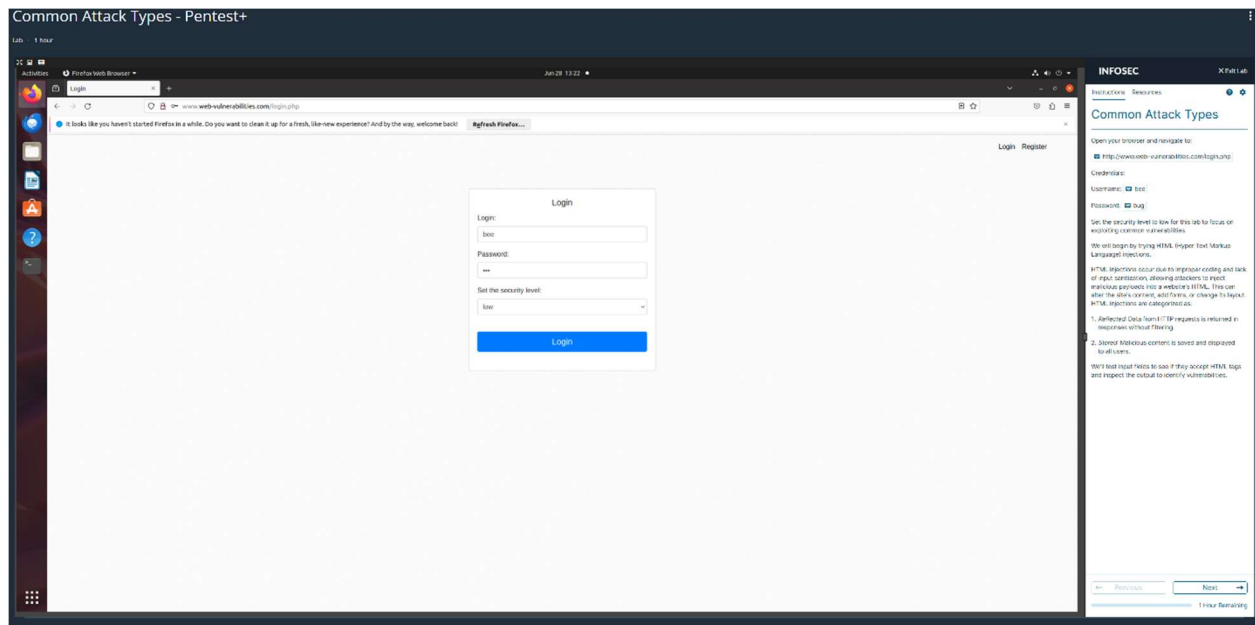 Common Attack Types - Pentest+
Lab 1 hour
Activities Firefox Web Browser Jun 28 13:22
Login
www.web-vulnerabilities.com/login.php
It looks like you haven't started Firefox in a while. Do you want to clean it up for a fresh, like-new experience? And by the way, welcome back! Refresh Firefox...
Login Register
Login
Login:
bee
Password:
•••
Set the security level:
low
Login
INFOSEC
X Exit Lab
Instructions Resources
Common Attack Types
Open your browser and navigate to:
http://www.web-vulnerabilities.com/login.php
Credentials:
Username: bee
Password: bug
Set the security level to low for this lab to focus on
exploiting common vulnerabilities.
We will begin by trying HTML (Hyper Text Markup
Language) injections.
HTML injections occur due to improper coding and lack
of input sanitization, allowing attackers to inject
malicious payloads into a website's HTML. This can
alter the site's content, add forms, or change its layout.
HTML injections are categorized as:
1. Reflected: Data from HTTP requests is returned in
responses without filtering.
2. Stored: Malicious content is saved and displayed
to all users.
We'll test input fields to see if they accept HTML tags
and inspect the output to identify vulnerabilities.
← Previous
Next →
1 Hour Remaining